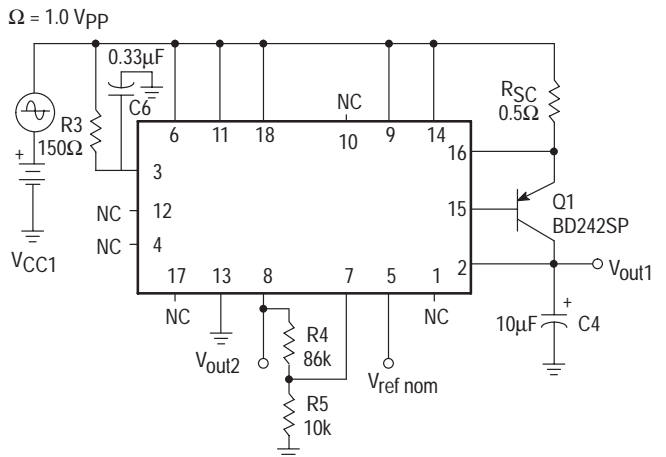 Ω = 1.0 VPP
0.33μF
C6
R3
150Ω
+
VCC1
NC
RSC
0.5Ω
6 11 18 10 9 14
3
16
NC 12
15
Q1
BD242SP
NC 4
2
Vout1
17 13 8 7 5 1
NC
NC
+
10μF C4
Vout2
R4
86k
Vref nom
R5
10k